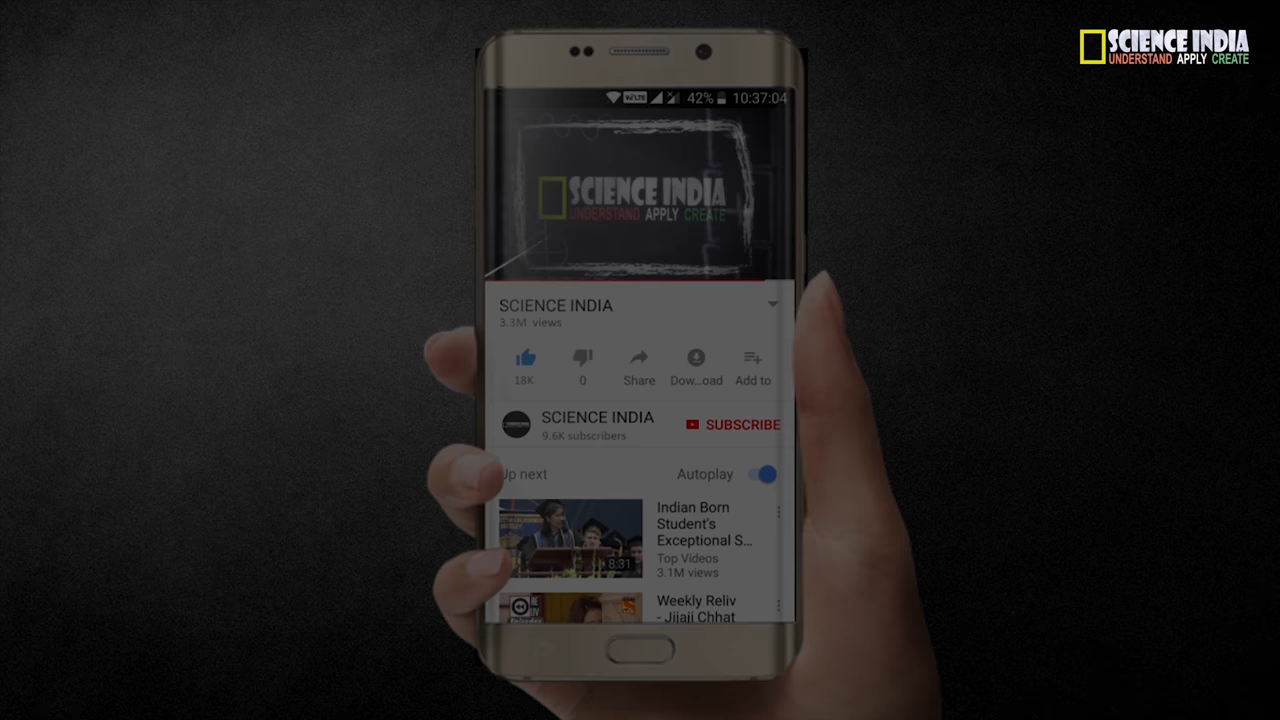 SCIENCE INDIA
UNDERSTAND APPLY CREATE
VoLTE 42% 10:37:04
SCIENCE INDIA
UNDERSTAND APPLY CREATE
SCIENCE INDIA
3.3M views
18K 0 Share Dow...oad Add to
SCIENCE INDIA SUBSCRIBE
9.6K subscribers
Up next Autoplay
Indian Born
Student's
Exceptional S...
8:31
Top Videos
3.1M views
Weekly Reliv
- Jijaji Chhat